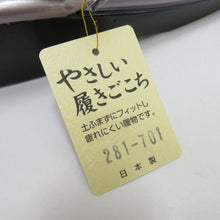 やさしい
履きごこち
土ふまずにフィットし
疲れにくい履物です。
281-701
日本製